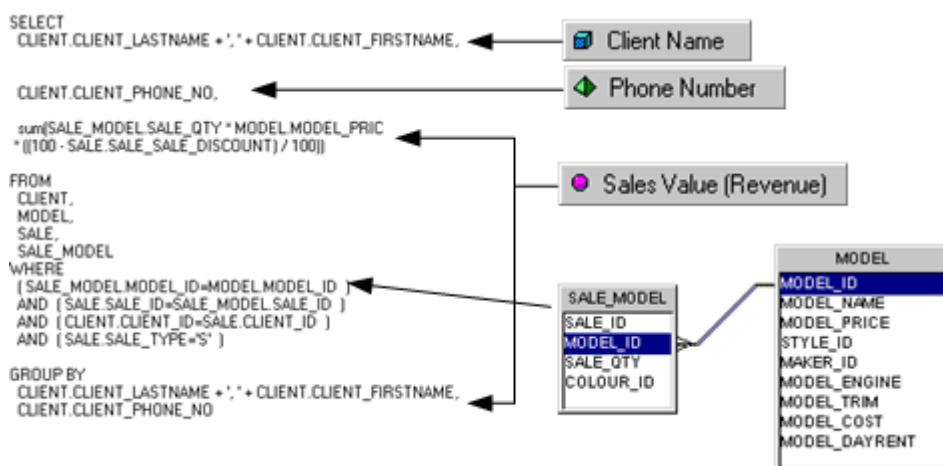 SELECT
CLIENT.CLIENT_LASTNAME + ', ' + CLIENT.CLIENT_FIRSTNAME,
CLIENT.CLIENT_PHONE_NO,
sum(SALE_MODEL.SALE_QTY * MODEL.MODEL_PRIC
* ((100 - SALE.SALE_SALE_DISCOUNT) / 100))
FROM
CLIENT,
MODEL,
SALE,
SALE_MODEL
WHERE
( SALE_MODEL.MODEL_ID=MODEL.MODEL_ID )
AND ( SALE.SALE_ID=SALE_MODEL.SALE_ID )
AND ( CLIENT.CLIENT_ID=SALE.CLIENT_ID )
AND ( SALE.SALE_TYPE='S' )
GROUP BY
CLIENT.CLIENT_LASTNAME + ', ' + CLIENT.CLIENT_FIRSTNAME,
CLIENT.CLIENT_PHONE_NO
Client Name
Phone Number
Sales Value (Revenue)
SALE_MODEL
SALE_ID
MODEL_ID
SALE_QTY
COLOUR_ID
MODEL
MODEL_ID
MODEL_NAME
MODEL_PRICE
STYLE_ID
MAKER_ID
MODEL_ENGINE
MODEL_TRIM
MODEL_COST
MODEL_DAYRENT